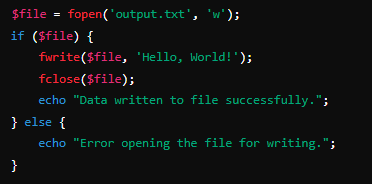 $file = fopen('output.txt', 'w');
if ($file) {
    fwrite($file, 'Hello, World!');
    fclose($file);
    echo "Data written to file successfully.";
} else {
    echo "Error opening the file for writing.";
}